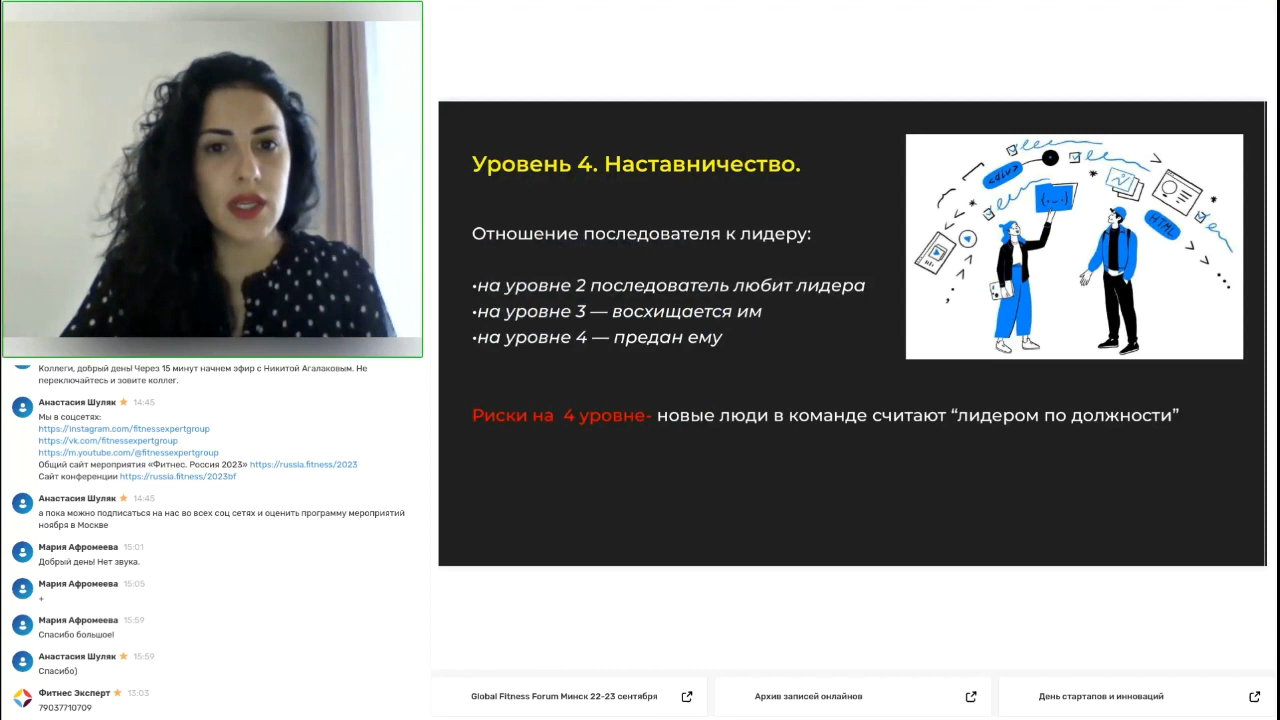 Коллеги, добрый день! Через 15 минут начнем эфир с Никитой Агалаковым. Не
переключайтесь и зовите коллег.
Анастасия Шуляк 14:45
Мы в соцсетях:
https://instagram.com/fitnessexpertgroup
https://vk.com/fitnessexpertgroup
https://m.youtube.com/@fitnessexpertgroup
Общий сайт мероприятия «Фитнес. Россия 2023» https://russia.fitness/2023
Сайт конференции https://russia.fitness/2023bf
Анастасия Шуляк 14:45
а пока можно подписаться на нас во всех соц сетях и оценить программу мероприятий
ноября в Москве
Мария Афромеева 15:01
Добрый день! Нет звука.
Мария Афромеева 15:05
+
Мария Афромеева 15:59
Спасибо большое!
Анастасия Шуляк 15:59
Спасибо)
Фитнес Эксперт 13:03
79037710709
Уровень 4. Наставничество.
Отношение последователя к лидеру:
•на уровне 2 последователь любит лидера
•на уровне 3 — восхищается им
•на уровне 4 — предан ему
Риски на 4 уровне- новые люди в команде считают “лидером по должности”
<div>
{...}
HTML
Global Fitness Forum Минск 22-23 сентября
Архив записей онлайнов
День стартапов и инноваций